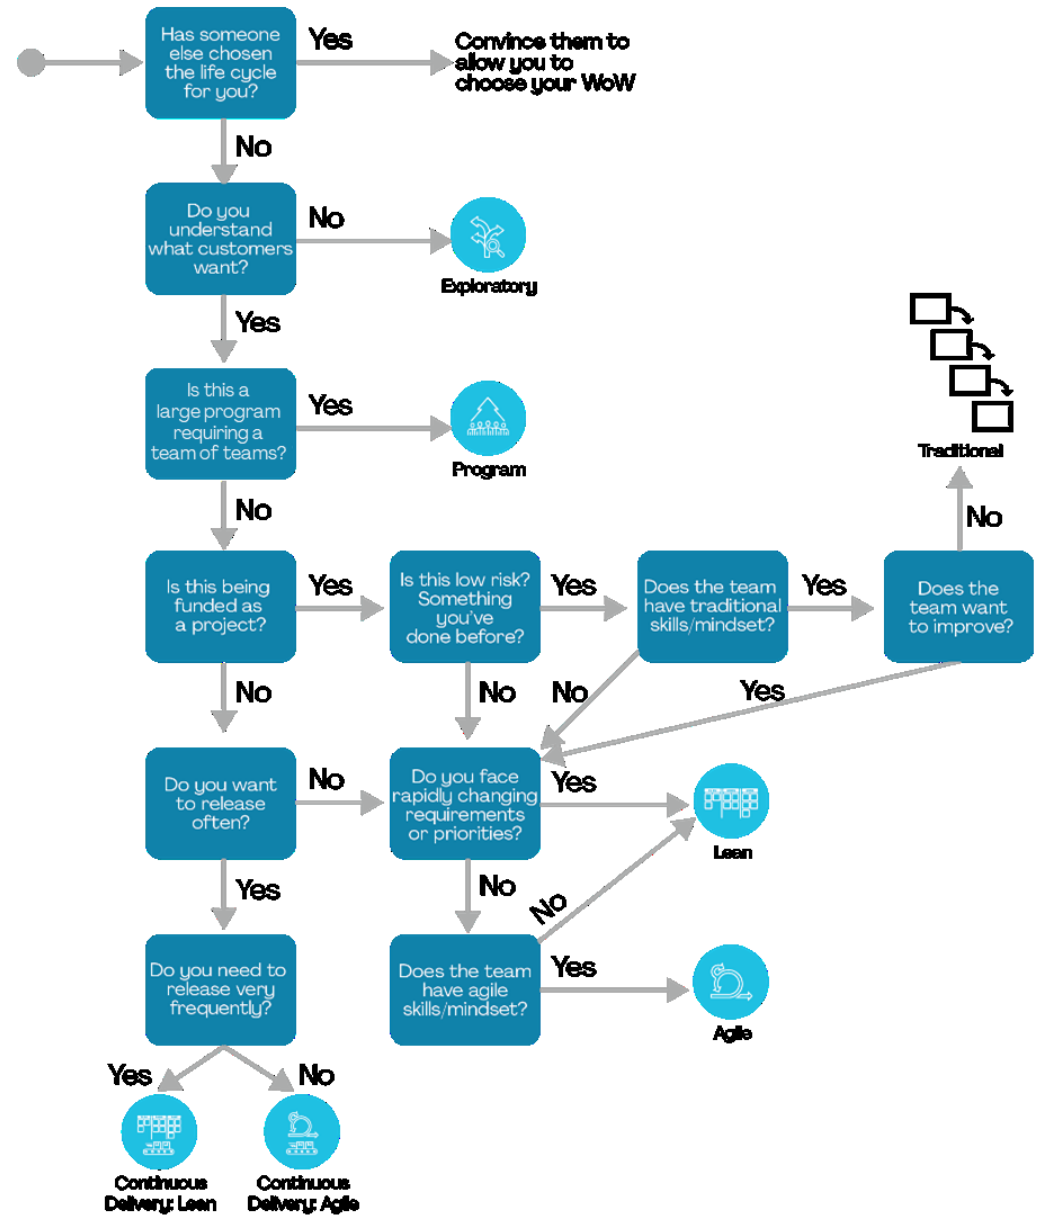 Has someone
else chosen
the life cycle
for you?
Yes
Convince them to
allow you to
choose your WoW
No
Do you
understand
what customers
want?
No
Exploratory
Yes
Is this a
large program
requiring a
team of teams?
Yes
Program
No
Traditional
No
Is this being
funded as
a project?
Yes
Is this low risk?
Something
you've
done before?
Yes
Does the team
have traditional
skills/mindset?
Yes
Does the
team want
to improve?
No
No
No
Yes
Do you want
to release
often?
No
Do you face
rapidly changing
requirements
or priorities?
Yes
Lean
Yes
No
No
Do you need to
release very
frequently?
Does the team
have agile
skills/mindset?
Yes
Agile
Yes
No
Continuous
Delivery: Lean
Continuous
Delivery: Agile